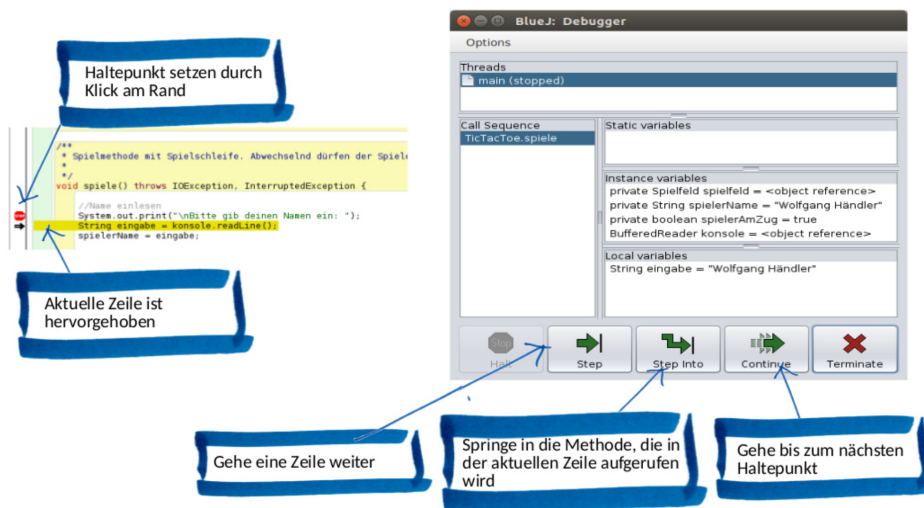 Haltepunkt setzen durch
Klick am Rand
/**
* Spielmethode mit Spielschleife. Abwechselnd dürfen der Spiele
*
*/
void spiele() throws IOException, InterruptedException {
//Name einlesen
System.out.print("\nBitte gib deinen Namen ein: ");
String eingabe = konsole.readLine();
spielerName = eingabe;
Aktuelle Zeile ist
hervorgehoben
BlueJ: Debugger
Options
Threads
main (stopped)
Call Sequence
TicTacToe.spiele
Static variables
Instance variables
private Spielfeld spielfeld = <object reference>
private String spielerName = "Wolfgang Händler"
private boolean spielerAmZug = true
BufferedReader konsole = <object reference>
Local variables
String eingabe = "Wolfgang Händler"
Stop
Halt
Step
Step Into
Continue
Terminate
Gehe eine Zeile weiter
Springe in die Methode, die in
der aktuellen Zeile aufgerufen
wird
Gehe bis zum nächsten
Haltepunkt